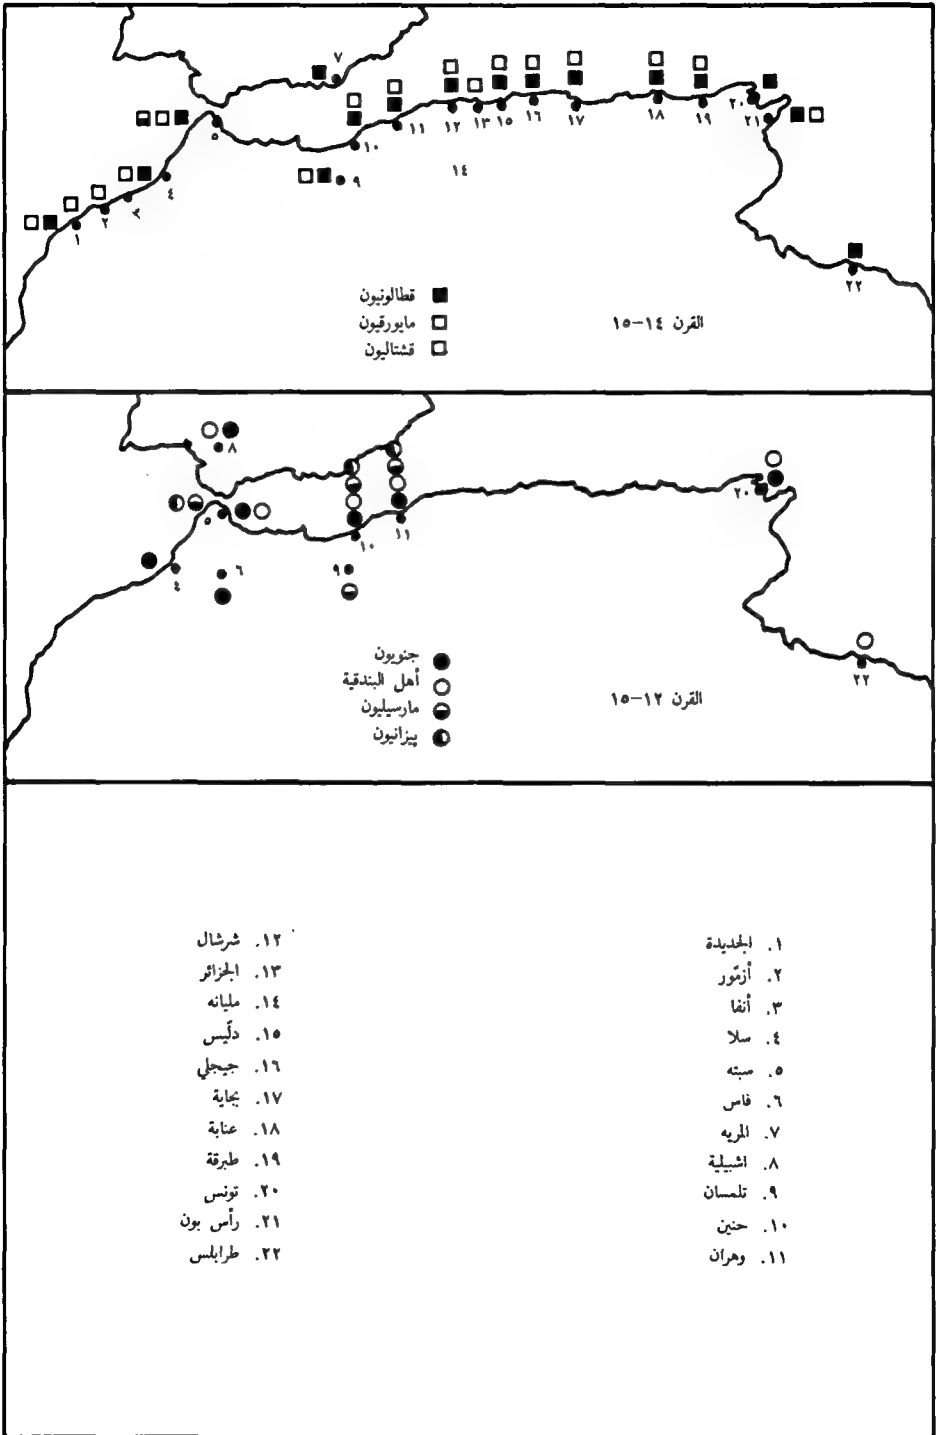 ٧
٥
٤
٣
٢
١
٩
١٠
١١
١٢
١٣
١٥
١٦
١٧
١٨
١٩
٢٠
٢١
١٤
٢٢
قطالونيون
مايورقيون
قشتاليون
القرن ١٤-١٥
٨
٥
٤
٦
٩
١٠
١١
٢٠
٢٢
جنويون
أهل البندقية
مارسيليون
پيزانيون
القرن ١٢-١٥
١. الجديدة
٢. أزمّور
٣. أنفا
٤. سلا
٥. سبته
٦. فاس
٧. المريه
٨. اشبيلية
٩. تلمسان
١٠. حنين
١١. وهران
١٢. شرشال
١٣. الجزائر
١٤. مليانه
١٥. دلّيس
١٦. جيجلي
١٧. بجاية
١٨. عنابة
١٩. طبرقة
٢٠. تونس
٢١. رأس بون
٢٢. طرابلس